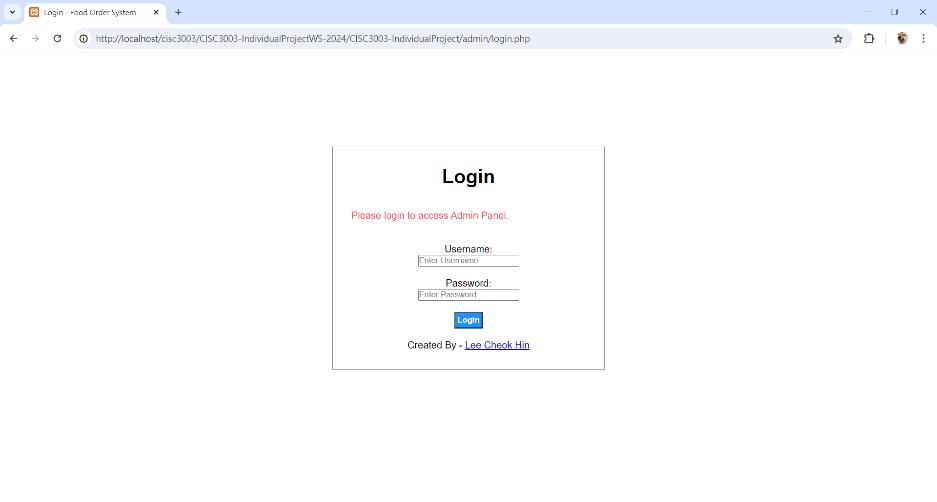 Login - Food Order System
http://localhost/cisc3003/CISC3003-IndividualProjectWS-2024/CISC3003-IndividualProject/admin/login.php
Login
Please login to access Admin Panel.
Username:
Enter Username
Password:
Enter Password
Login
Created By - Lee Cheok Hin